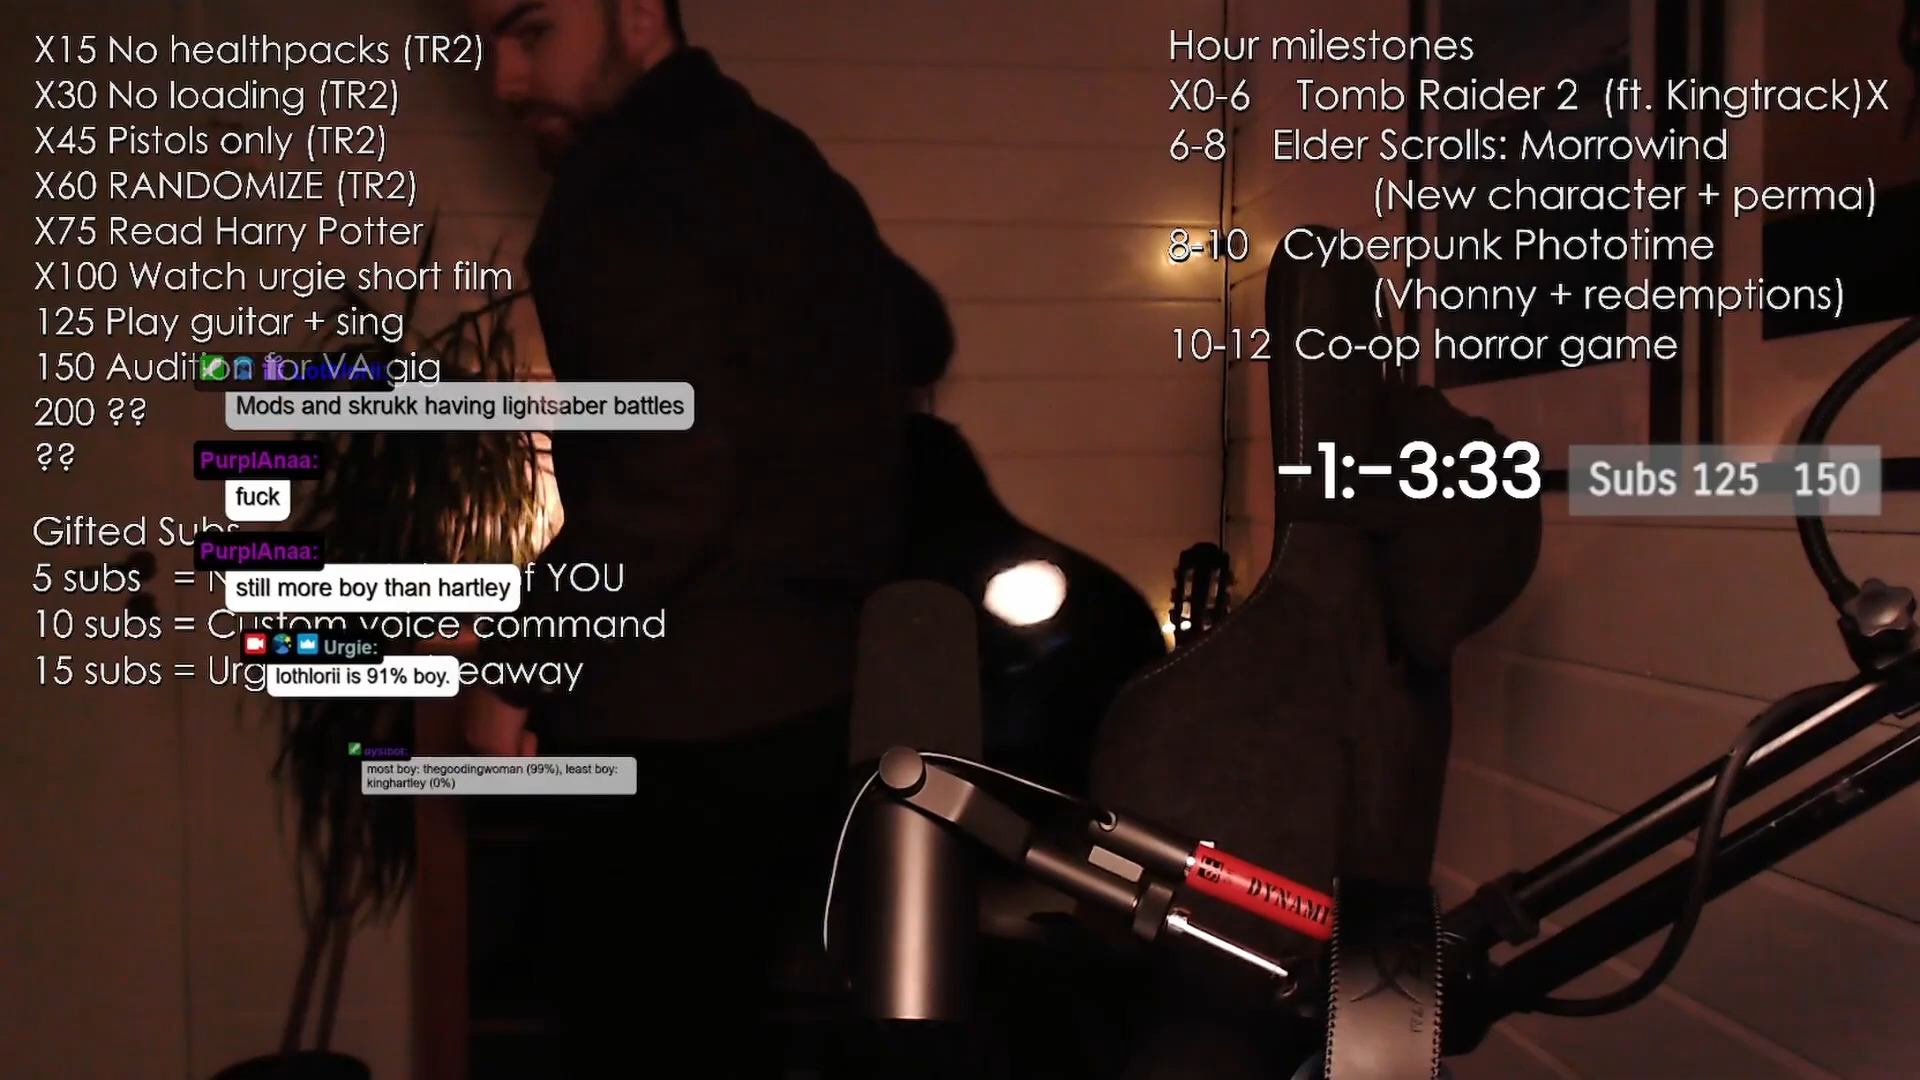 X15 No healthpacks (TR2)
X30 No loading (TR2)
X45 Pistols only (TR2)
X60 RANDOMIZE (TR2)
X75 Read Harry Potter
X100 Watch urgie short film
125 Play guitar + sing
150 Audition for VA gig
Mods and skrukk having lightsaber battles
200 ??
??
PurplAnaa:
fuck
Gifted Subs
PurplAnaa:
still more boy than hartley
5 subs = of YOU
10 subs = Custom voice command
Urgie:
lothlorii is 91% boy.
15 subs =
aysibot:
most boy: thegoodingwoman (99%), least boy:
kinghartley (0%)
Hour milestones
X0-6 Tomb Raider 2 (ft. Kingtrack)X
6-8 Elder Scrolls: Morrowind
(New character + perma)
8-10 Cyberpunk Phototime
(Vhonny + redemptions)
10-12 Co-op horror game
-1:-3:33
Subs 125 150
DYNAMI